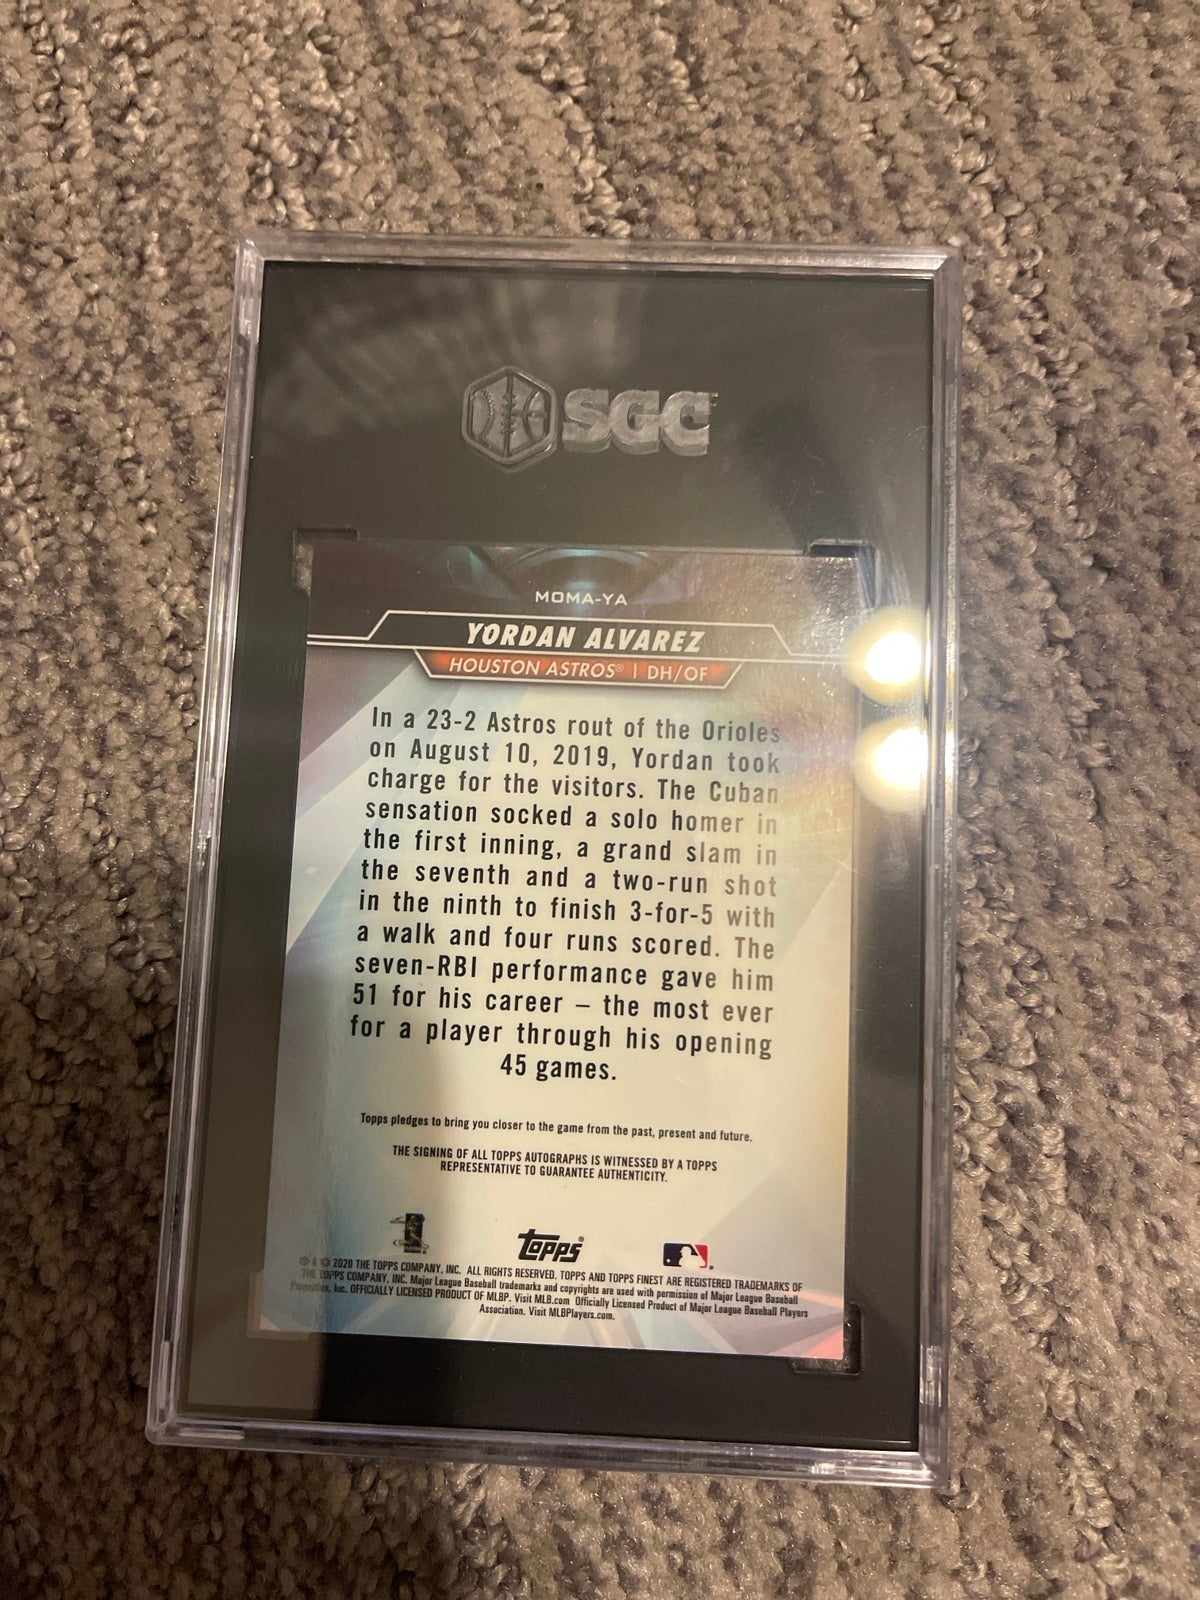 SGC
MOMA-YA
YORDAN ALVAREZ
HOUSTON ASTROS® | DH/OF
In a 23-2 Astros rout of the Orioles
on August 10, 2019, Yordan took
charge for the visitors. The Cuban
sensation socked a solo homer in
the first inning, a grand slam in
the seventh and a two-run shot
in the ninth to finish 3-for-5 with
a walk and four runs scored. The
seven-RBI performance gave him
51 for his career – the most ever
for a player through his opening
45 games.
Topps pledges to bring you closer to the game from the past, present and future.
THE SIGNING OF ALL TOPPS AUTOGRAPHS IS WITNESSED BY A TOPPS
REPRESENTATIVE TO GUARANTEE AUTHENTICITY.
Topps®
2020 THE TOPPS COMPANY, INC. ALL RIGHTS RESERVED. TOPPS AND TOPPS FINEST ARE REGISTERED TRADEMARKS OF
THE TOPPS COMPANY, INC. Major League Baseball trademarks and copyrights are used with permission of Major League Baseball
Properties, Inc. OFFICIALLY LICENSED PRODUCT OF MLBP. Visit MLB.com Officially Licensed Product of Major League Baseball Players
Association. Visit MLBPlayers.com.